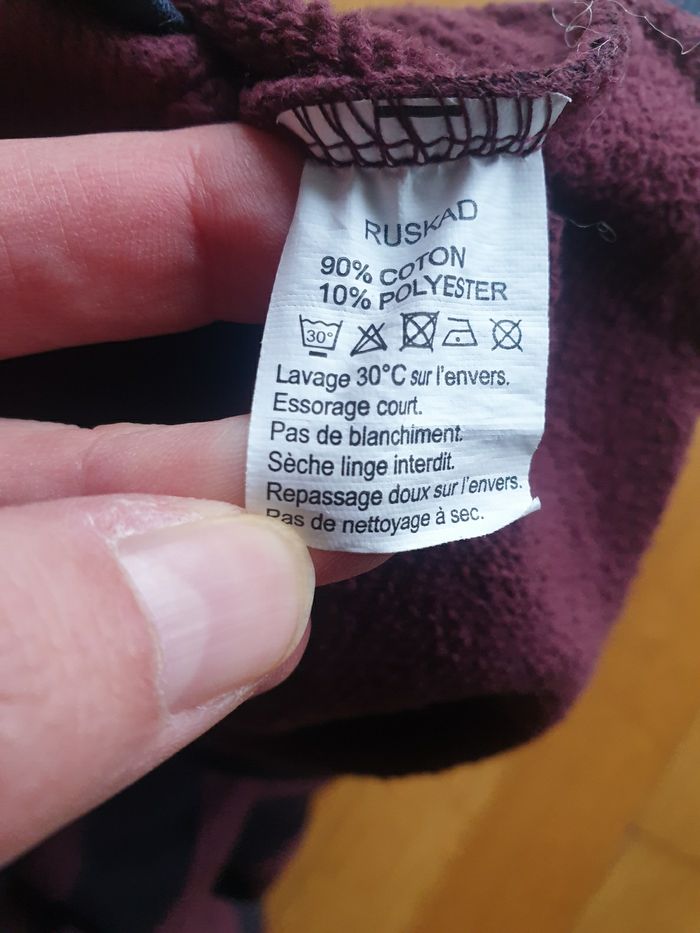 RUSKAD
90% COTON
10% POLYESTER
30°
Lavage 30°C sur l'envers.
Essorage court.
Pas de blanchiment.
Sèche linge interdit.
Repassage doux sur l'envers.
Pas de nettoyage à sec.